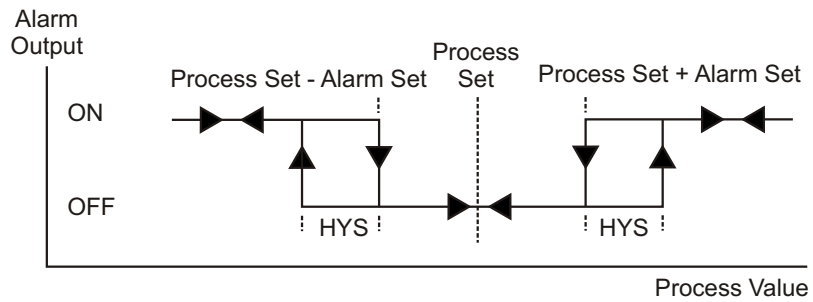 Alarm
Output
Process
Set
Process Set - Alarm Set
Process Set + Alarm Set
ON
OFF
HYS
HYS
Process Value